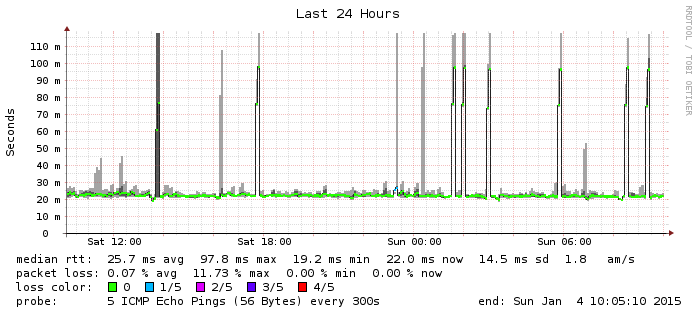 Last 24 Hours
RRDTOOL / TOBI OETIKER
Seconds
110 m
100 m
90 m
80 m
70 m
60 m
50 m
40 m
30 m
20 m
10 m
0
Sat 12:00 Sat 18:00 Sun 00:00 Sun 06:00
median rtt: 25.7 ms avg 97.8 ms max 19.2 ms min 22.0 ms now 14.5 ms sd 1.8 am/s
packet loss: 0.07 % avg 11.73 % max 0.00 % min 0.00 % now
loss color: 0 1/5 2/5 3/5 4/5
probe: 5 ICMP Echo Pings (56 Bytes) every 300s end: Sun Jan 4 10:05:10 2015